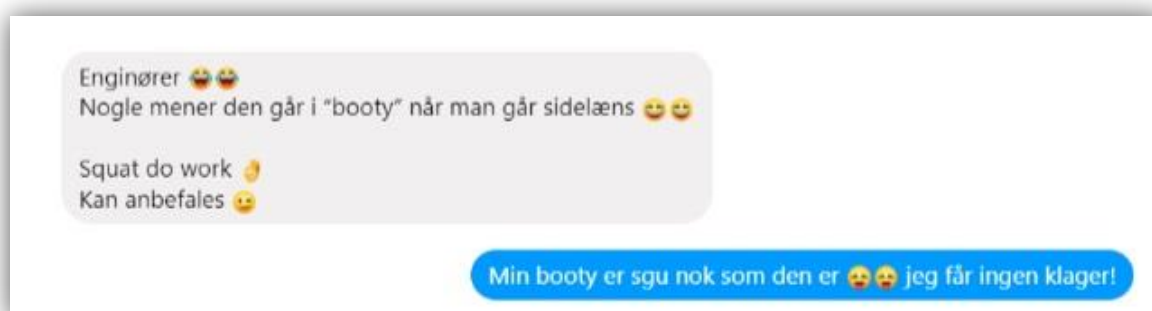 Enginører 😂😂
Nogle mener den går i “booty” når man går sidelæns 😄😄
Squat do work 👌
Kan anbefales 😉
Min booty er sgu nok som den er 😂😂 jeg får ingen klager!